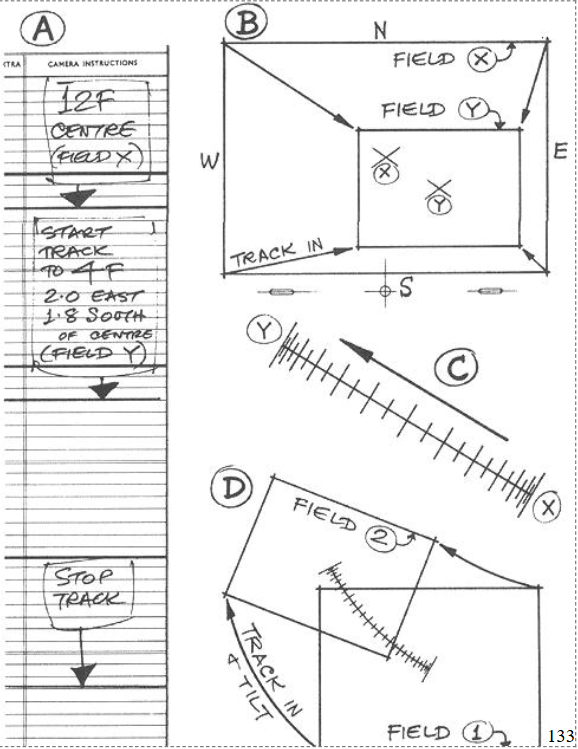 A
TRA
CAMERA INSTRUCTIONS
12F
CENTRE
(FIELD X)
START
TRACK
TO 4F
2.0 EAST
1.8 SOUTH
OF CENTRE
(FIELD Y)
STOP
TRACK
B
N
FIELD X
FIELD Y
W
E
X
Y
TRACK IN
S
Y
C
X
D
FIELD 2
TRACK IN
& TILT
FIELD 1
133